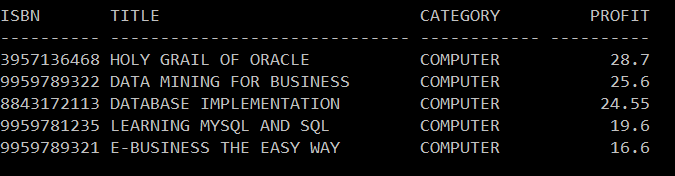 ISBN       TITLE                          CATEGORY         PROFIT
---------- ------------------------------ ------------ ----------
3957136468 HOLY GRAIL OF ORACLE           COMPUTER           28.7
9959789322 DATA MINING FOR BUSINESS       COMPUTER           25.6
8843172113 DATABASE IMPLEMENTATION        COMPUTER          24.55
9959781235 LEARNING MYSQL AND SQL         COMPUTER           19.6
9959789321 E-BUSINESS THE EASY WAY        COMPUTER           16.6